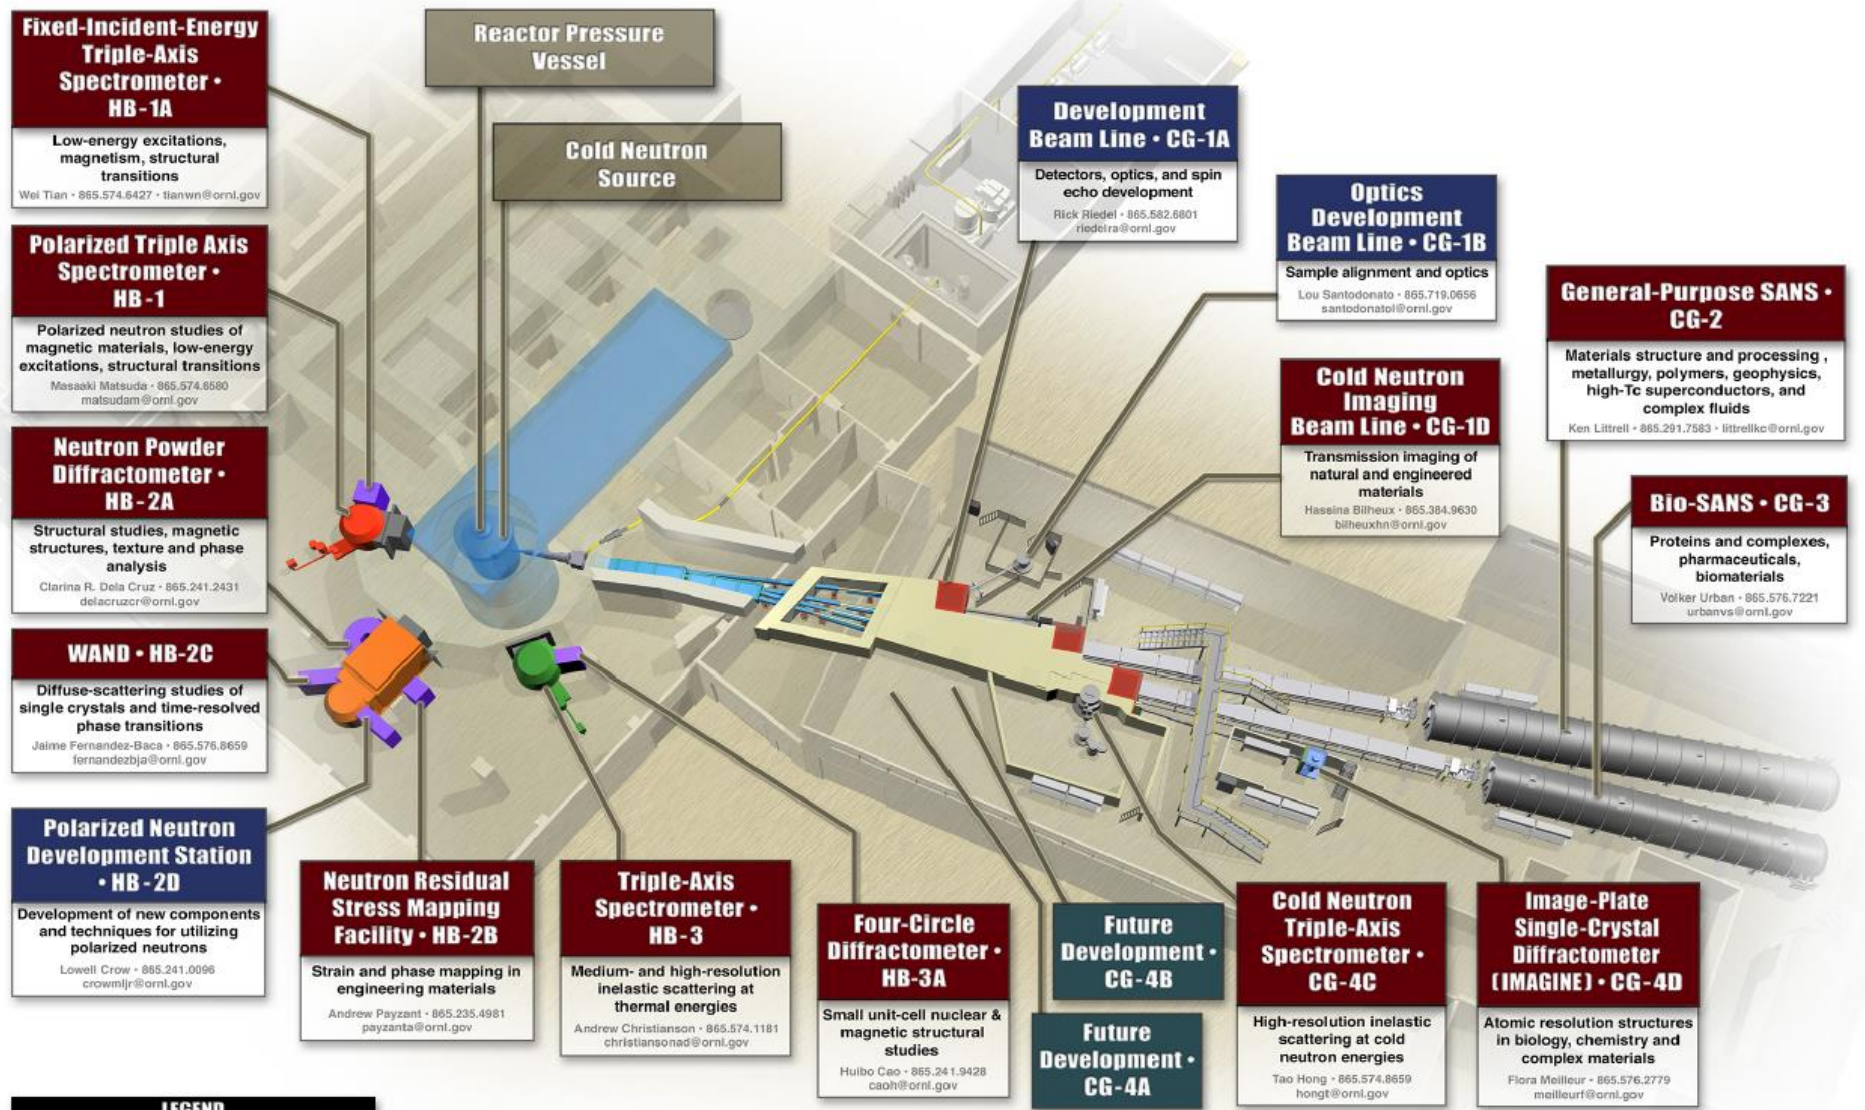 Fixed-Incident-Energy
Triple-Axis
Spectrometer •
HB-1A
Low-energy excitations,
magnetism, structural
transitions
Wei Tian • 865.574.6427 • tianwn@ornl.gov
Polarized Triple Axis
Spectrometer •
HB-1
Polarized neutron studies of
magnetic materials, low-energy
excitations, structural transitions
Masaaki Matsuda • 865.574.6580
matsudam@ornl.gov
Neutron Powder
Diffractometer •
HB-2A
Structural studies, magnetic
structures, texture and phase
analysis
Clarina R. Dela Cruz • 865.241.2431
delacruzcr@ornl.gov
WAND • HB-2C
Diffuse-scattering studies of
single crystals and time-resolved
phase transitions
Jaime Fernandez-Baca • 865.576.8659
fernandezbja@ornl.gov
Polarized Neutron
Development Station
• HB-2D
Development of new components
and techniques for utilizing
polarized neutrons
Lowell Crow • 865.241.0096
crowmljr@ornl.gov
Reactor Pressure
Vessel
Cold Neutron
Source
Development
Beam Line • CG-1A
Detectors, optics, and spin
echo development
Rick Riedel • 865.582.6801
riedelra@ornl.gov
Optics
Development
Beam Line • CG-1B
Sample alignment and optics
Lou Santodonato • 865.719.0656
santodonatol@ornl.gov
Cold Neutron
Imaging
Beam Line • CG-1D
Transmission imaging of
natural and engineered
materials
Hassina Bilheux • 865.384.9630
bilheuxhn@ornl.gov
General-Purpose SANS •
CG-2
Materials structure and processing ,
metallurgy, polymers, geophysics,
high-Tc superconductors, and
complex fluids
Ken Littrell • 865.291.7583 • littrellkc@ornl.gov
Bio-SANS • CG-3
Proteins and complexes,
pharmaceuticals,
biomaterials
Volker Urban • 865.576.7221
urbanvs@ornl.gov
Neutron Residual
Stress Mapping
Facility • HB-2B
Strain and phase mapping in
engineering materials
Andrew Payzant • 865.235.4981
payzanta@ornl.gov
Triple-Axis
Spectrometer •
HB-3
Medium- and high-resolution
inelastic scattering at
thermal energies
Andrew Christianson • 865.574.1181
christiansonad@ornl.gov
Four-Circle
Diffractometer •
HB-3A
Small unit-cell nuclear &
magnetic structural
studies
Huibo Cao • 865.241.9428
caoh@ornl.gov
Future
Development •
CG-4B
Future
Development •
CG-4A
Cold Neutron
Triple-Axis
Spectrometer •
CG-4C
High-resolution inelastic
scattering at cold
neutron energies
Tao Hong • 865.574.8659
hongt@ornl.gov
Image-Plate
Single-Crystal
Diffractometer
(IMAGINE) • CG-4D
Atomic resolution structures
in biology, chemistry and
complex materials
Flora Meilleur • 865.576.2779
meilleurf@ornl.gov
LEGEND